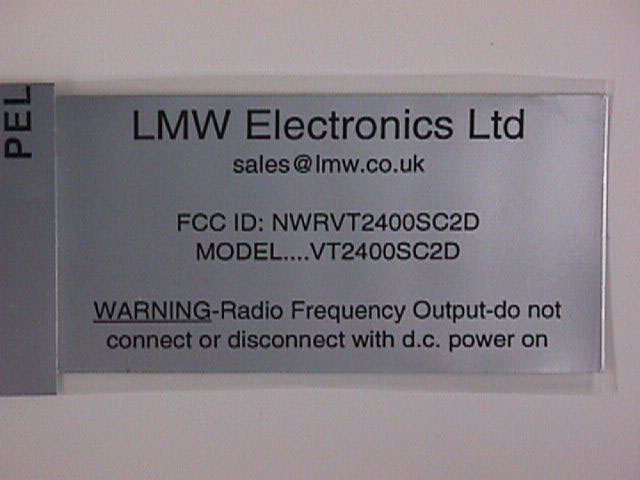 LMW Electronics Ltd
sales@lmw.co.uk
FCC ID: NWRVT2400SC2D
MODEL....VT2400SC2D
WARNING-Radio Frequency Output-do not
connect or disconnect with d.c. power on
PEL